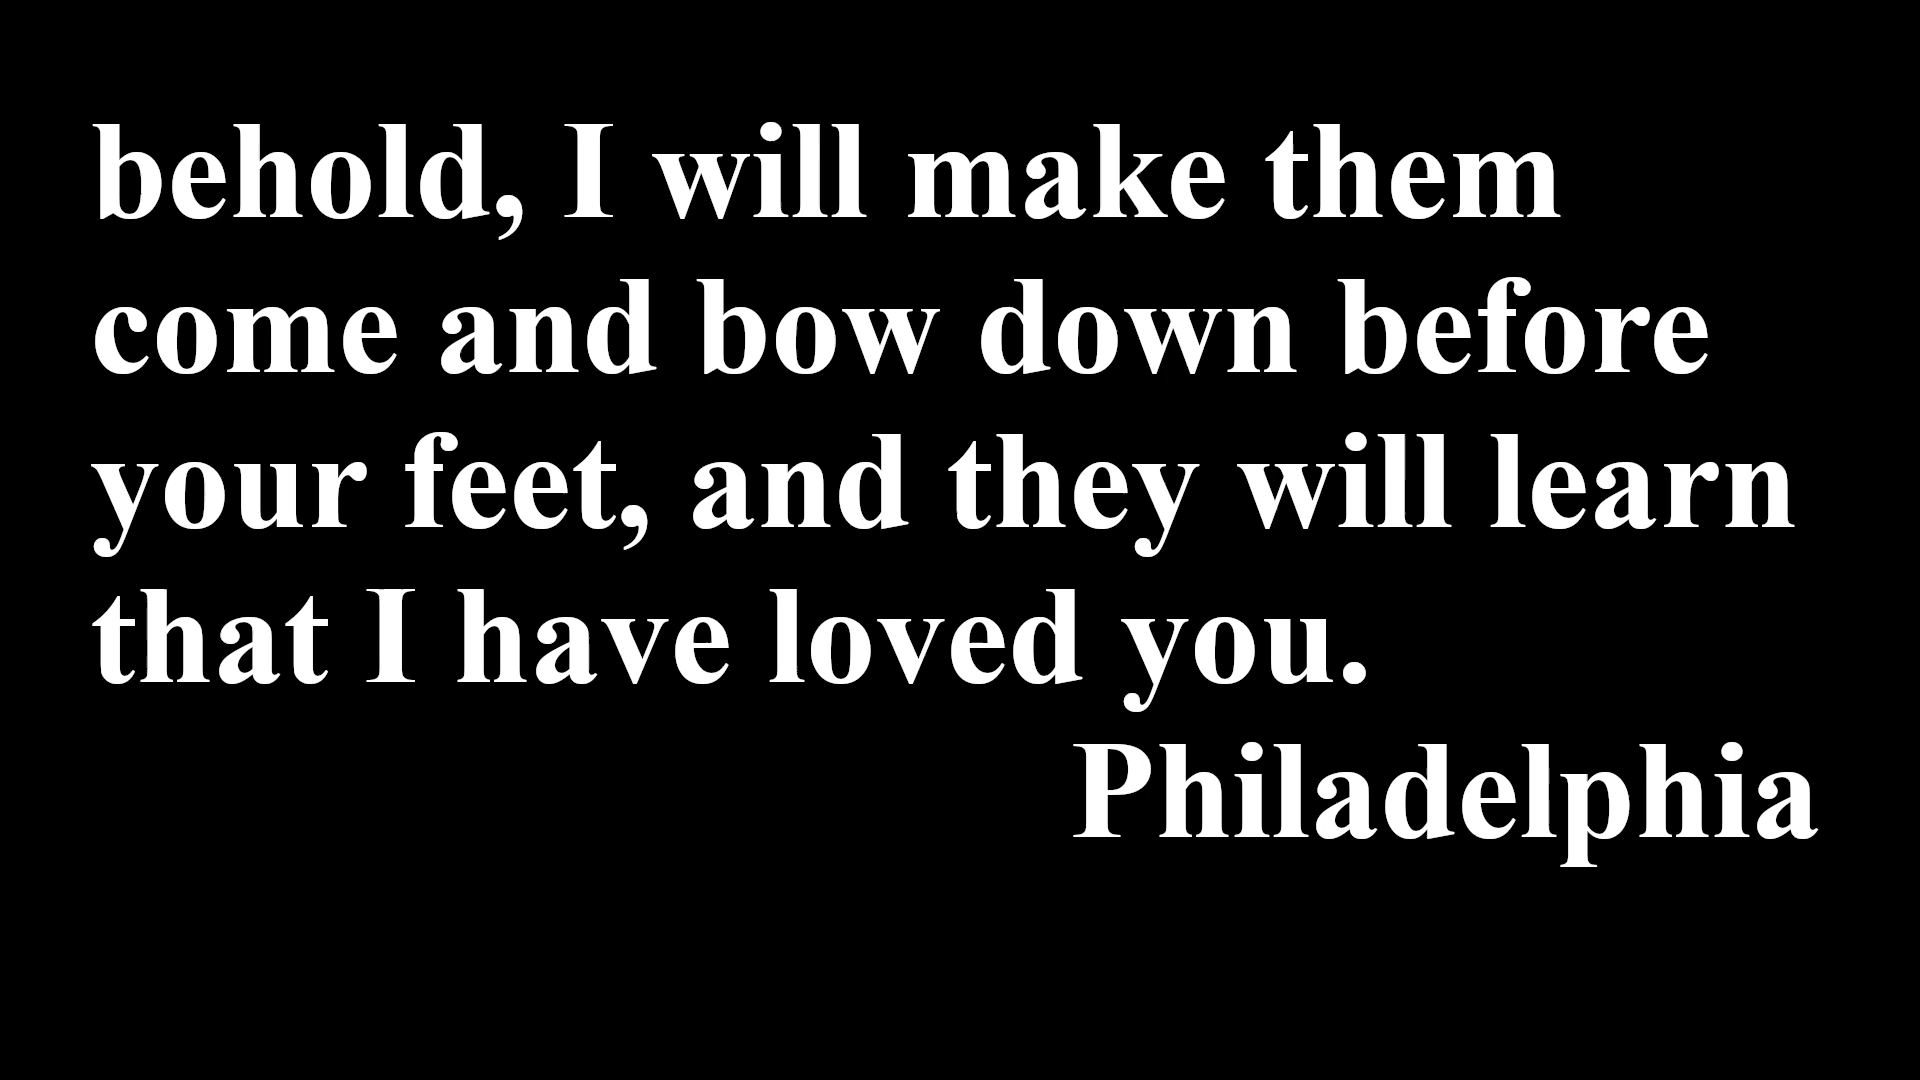 behold, I will make them
come and bow down before
your feet, and they will learn
that I have loved you.
Philadelphia